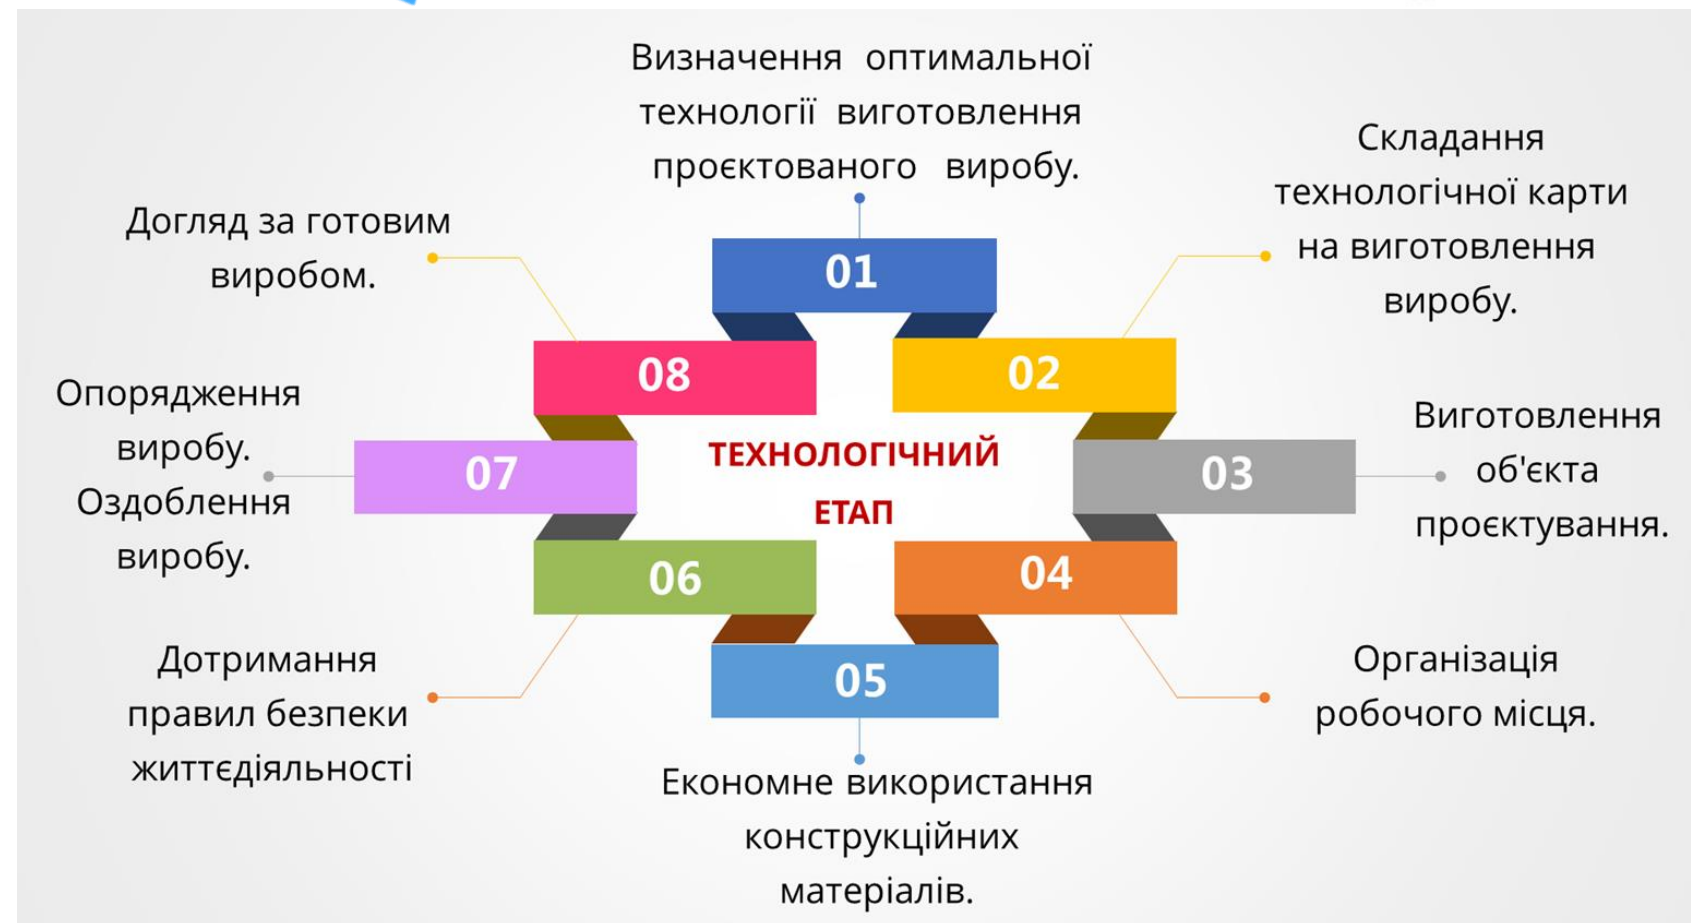 Визначення оптимальної
технології виготовлення
проєктованого виробу.
01
Складання
технологічної карти
на виготовлення
виробу.
02
Виготовлення
об'єкта
проєктування.
03
Організація
робочого місця.
04
Економне використання
конструкційних
матеріалів.
05
Дотримання
правил безпеки
життєдіяльності
06
Опорядження
виробу.
Оздоблення
виробу.
07
Догляд за готовим
виробом.
08
ТЕХНОЛОГІЧНИЙ
ЕТАП